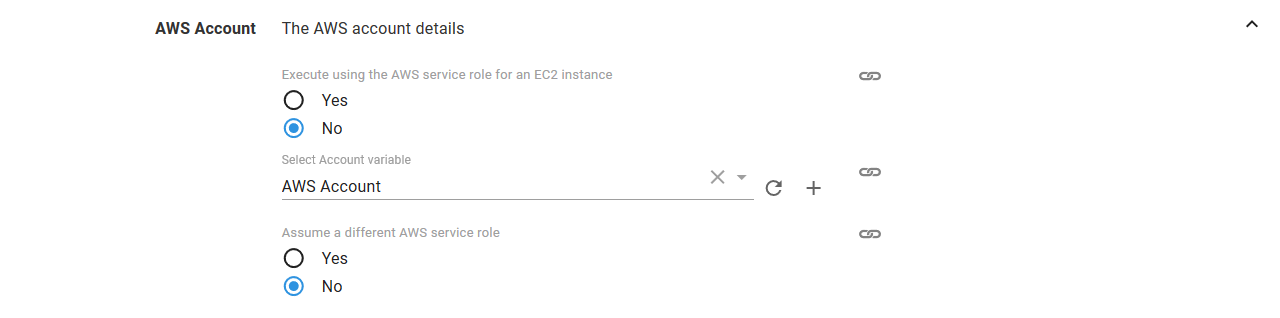 AWS Account The AWS account details
Execute using the AWS service role for an EC2 instance
Yes
No
Select Account variable
AWS Account
Assume a different AWS service role
Yes
No